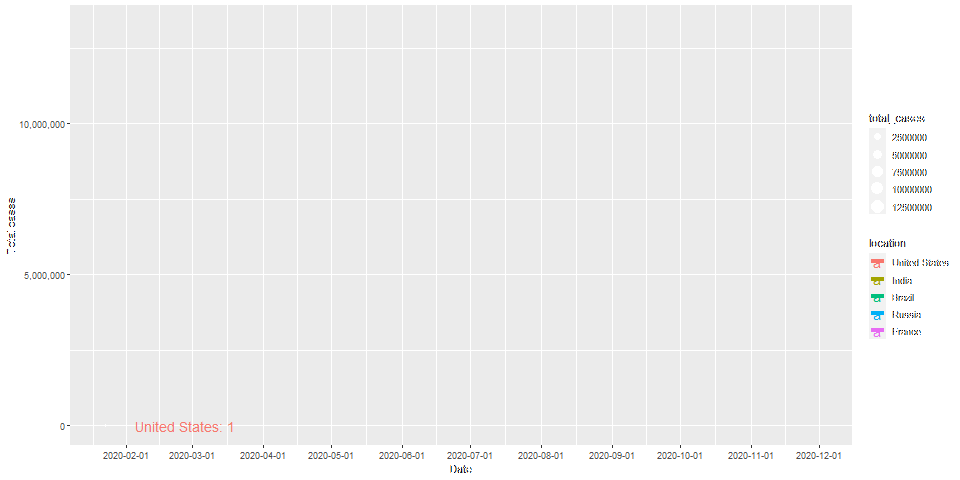 10,000,000
5,000,000
0
Total cases
United States: 1
2020-02-01 2020-03-01 2020-04-01 2020-05-01 2020-06-01 2020-07-01 2020-08-01 2020-09-01 2020-10-01 2020-11-01 2020-12-01
Date
total_cases
2500000
5000000
7500000
10000000
12500000
location
a United States
a India
a Brazil
a Russia
a France